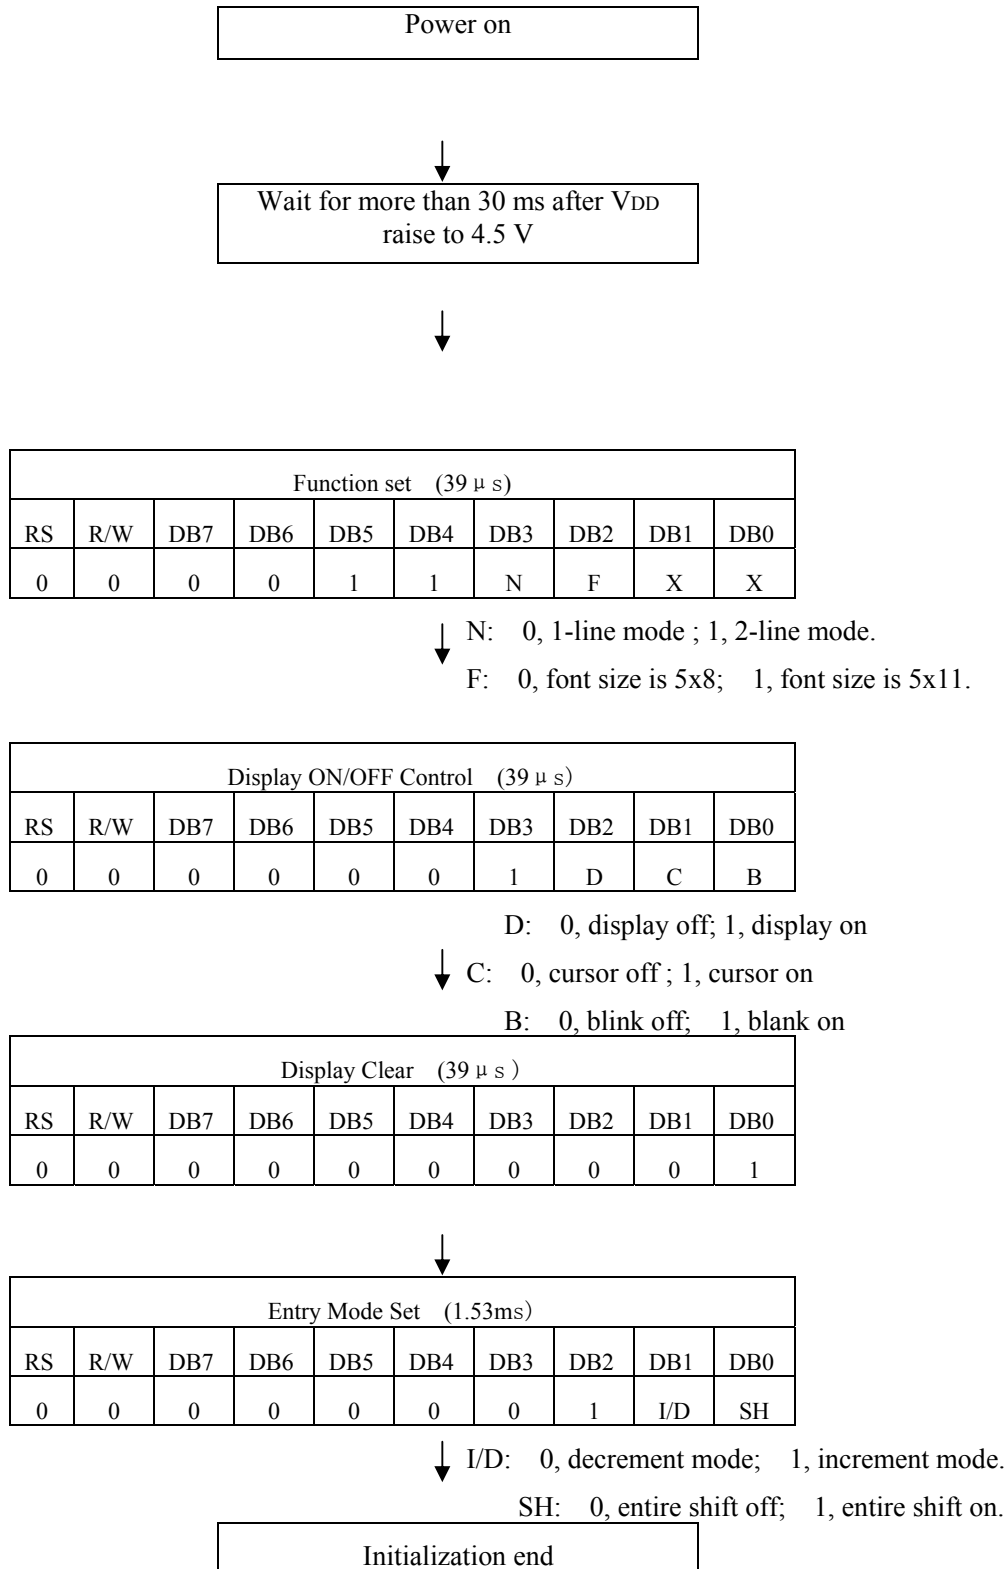 Power on
Wait for more than 30 ms after VDD
raise to 4.5 V
Function set (39μs)
RS R/W DB7 DB6 DB5 DB4 DB3 DB2 DB1 DB0
0 0 0 0 1 1 N F X X
N: 0, 1-line mode ; 1, 2-line mode.
F: 0, font size is 5x8; 1, font size is 5x11.
Display ON/OFF Control (39μs)
RS R/W DB7 DB6 DB5 DB4 DB3 DB2 DB1 DB0
0 0 0 0 0 0 1 D C B
D: 0, display off; 1, display on
C: 0, cursor off ; 1, cursor on
B: 0, blink off; 1, blank on
Display Clear (39μs)
RS R/W DB7 DB6 DB5 DB4 DB3 DB2 DB1 DB0
0 0 0 0 0 0 0 0 0 1
Entry Mode Set (1.53ms)
RS R/W DB7 DB6 DB5 DB4 DB3 DB2 DB1 DB0
0 0 0 0 0 0 0 1 I/D SH
I/D: 0, decrement mode; 1, increment mode.
SH: 0, entire shift off; 1, entire shift on.
Initialization end